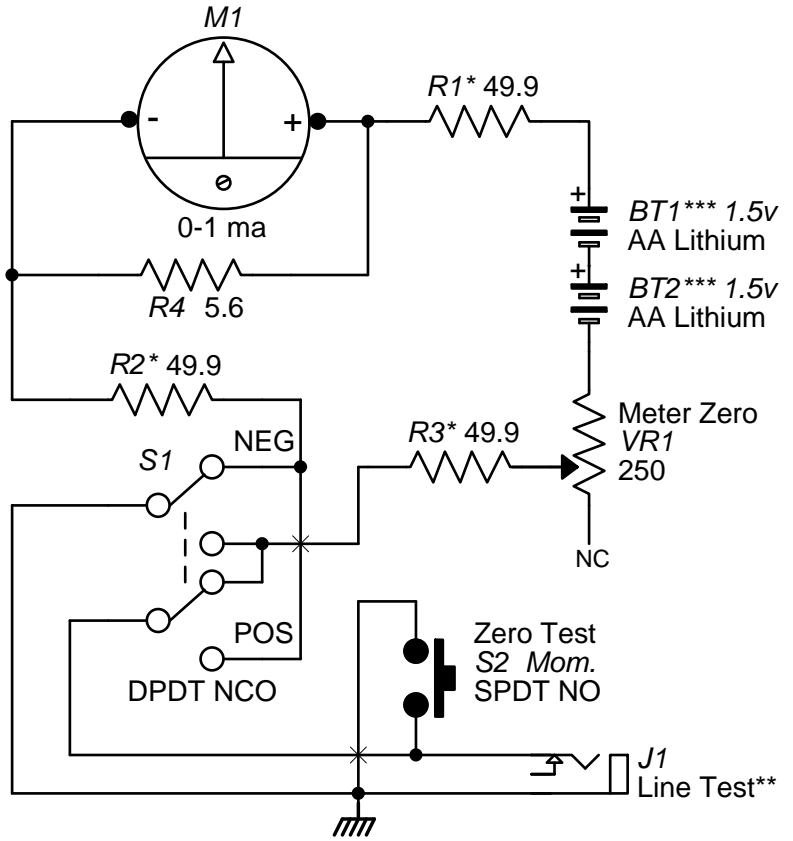 M1
R1* 49.9
- +
0-1 ma
+
BT1*** 1.5v
AA Lithium
+
BT2*** 1.5v
AA Lithium
R4 5.6
R2* 49.9
Meter Zero
VR1
250
R3* 49.9
NEG
S1
NC
POS
DPDT NCO
Zero Test
S2 Mom.
SPDT NO
J1
Line Test**